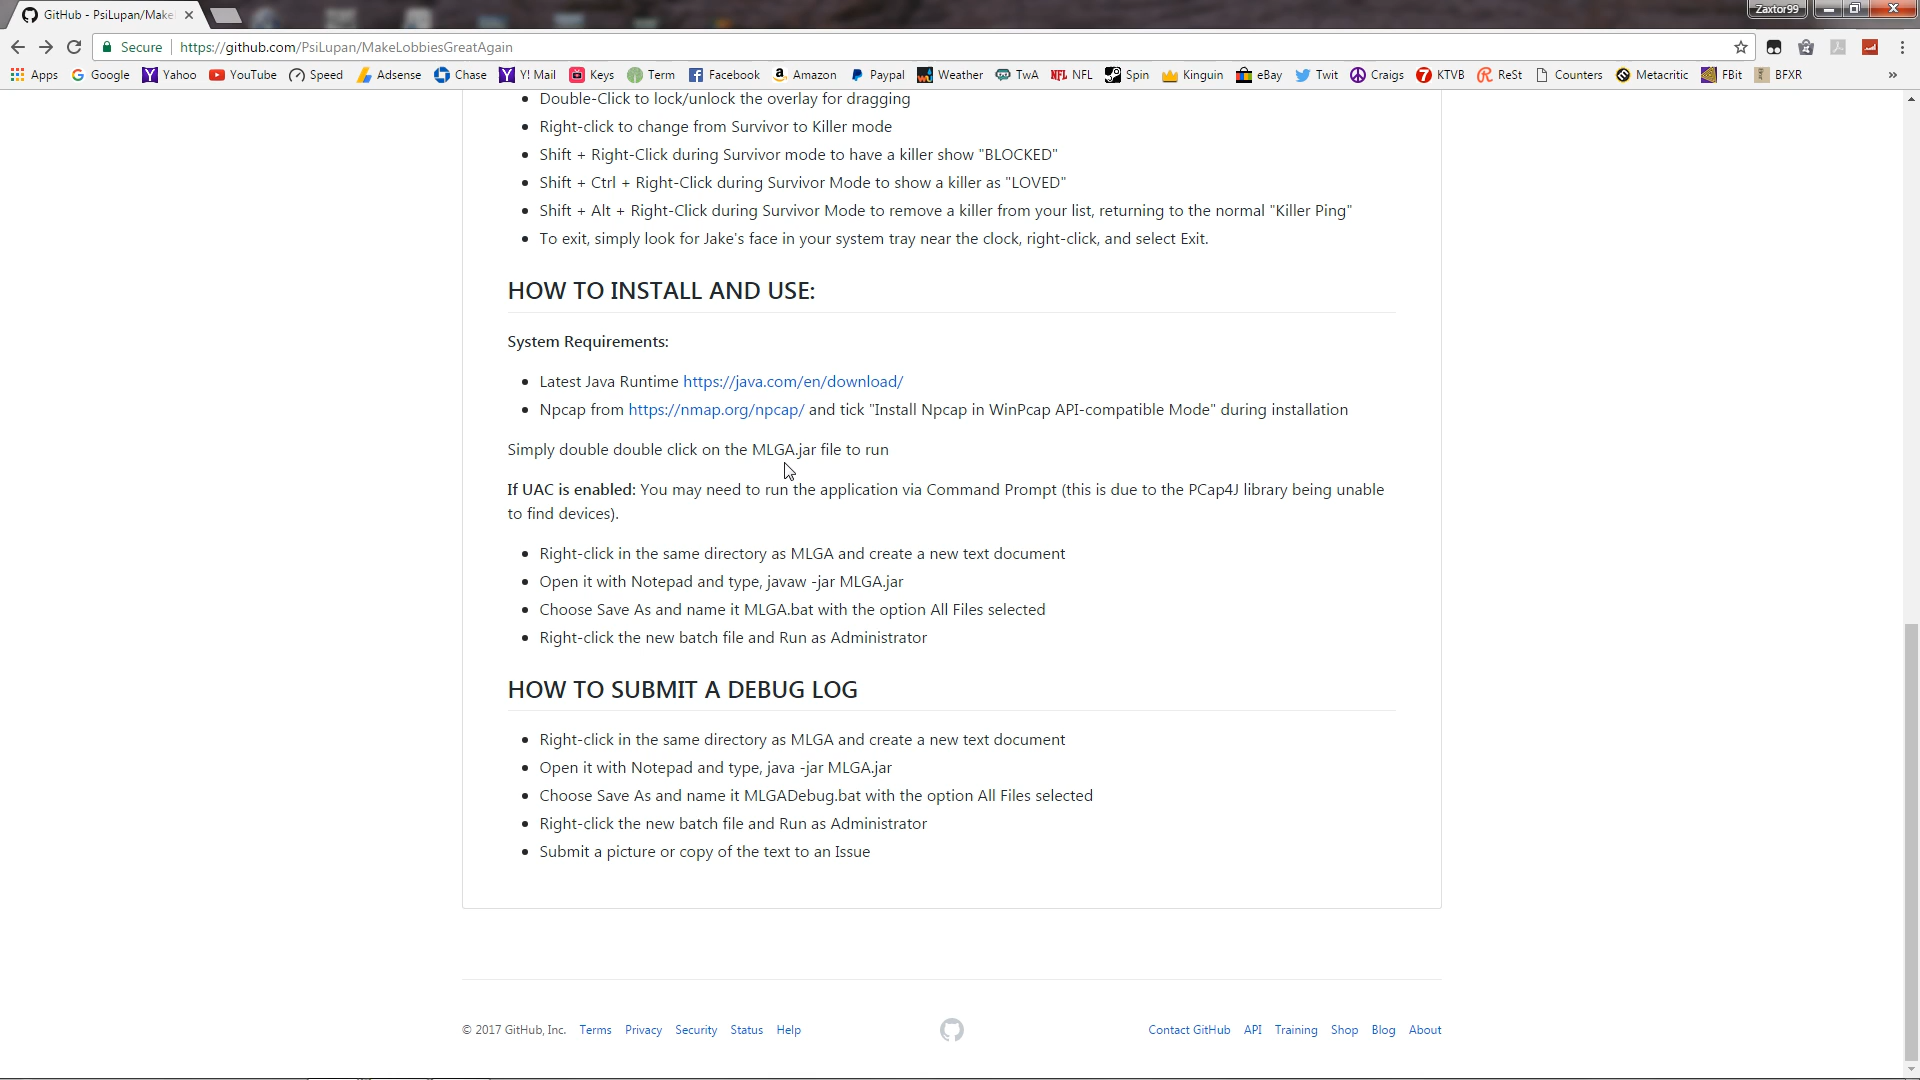 GitHub - PsiLupan/Make
Zaxtor99
Secure https://github.com/PsiLupan/MakeLobbiesGreatAgain
Apps Google Yahoo YouTube Speed Adsense Chase Y! Mail Keys Term Facebook Amazon Paypal Weather TwA NFL Spin Kinguin eBay Twit Craigs KTVB ReSt Counters Metacritic FBit BFXR »
Double-Click to lock/unlock the overlay for dragging
Right-click to change from Survivor to Killer mode
Shift + Right-Click during Survivor mode to have a killer show "BLOCKED"
Shift + Ctrl + Right-Click during Survivor Mode to show a killer as "LOVED"
Shift + Alt + Right-Click during Survivor Mode to remove a killer from your list, returning to the normal "Killer Ping"
To exit, simply look for Jake's face in your system tray near the clock, right-click, and select Exit.
HOW TO INSTALL AND USE:
System Requirements:
Latest Java Runtime https://java.com/en/download/
Npcap from https://nmap.org/npcap/ and tick "Install Npcap in WinPcap API-compatible Mode" during installation
Simply double double click on the MLGA.jar file to run
If UAC is enabled: You may need to run the application via Command Prompt (this is due to the PCap4J library being unable
to find devices).
Right-click in the same directory as MLGA and create a new text document
Open it with Notepad and type, javaw -jar MLGA.jar
Choose Save As and name it MLGA.bat with the option All Files selected
Right-click the new batch file and Run as Administrator
HOW TO SUBMIT A DEBUG LOG
Right-click in the same directory as MLGA and create a new text document
Open it with Notepad and type, java -jar MLGA.jar
Choose Save As and name it MLGADebug.bat with the option All Files selected
Right-click the new batch file and Run as Administrator
Submit a picture or copy of the text to an Issue
© 2017 GitHub, Inc. Terms Privacy Security Status Help Contact GitHub API Training Shop Blog About